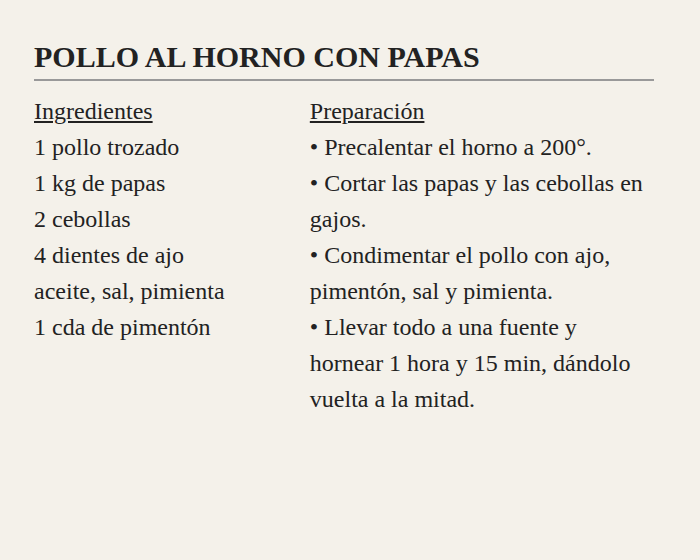 POLLO AL HORNO CON PAPAS
Ingredientes
1 pollo trozado
1 kg de papas
2 cebollas
4 dientes de ajo
aceite, sal, pimienta
1 cda de pimentón
Preparación
• Precalentar el horno a 200°.
• Cortar las papas y las cebollas en
gajos.
• Condimentar el pollo con ajo,
pimentón, sal y pimienta.
• Llevar todo a una fuente y
hornear 1 hora y 15 min, dándolo
vuelta a la mitad.